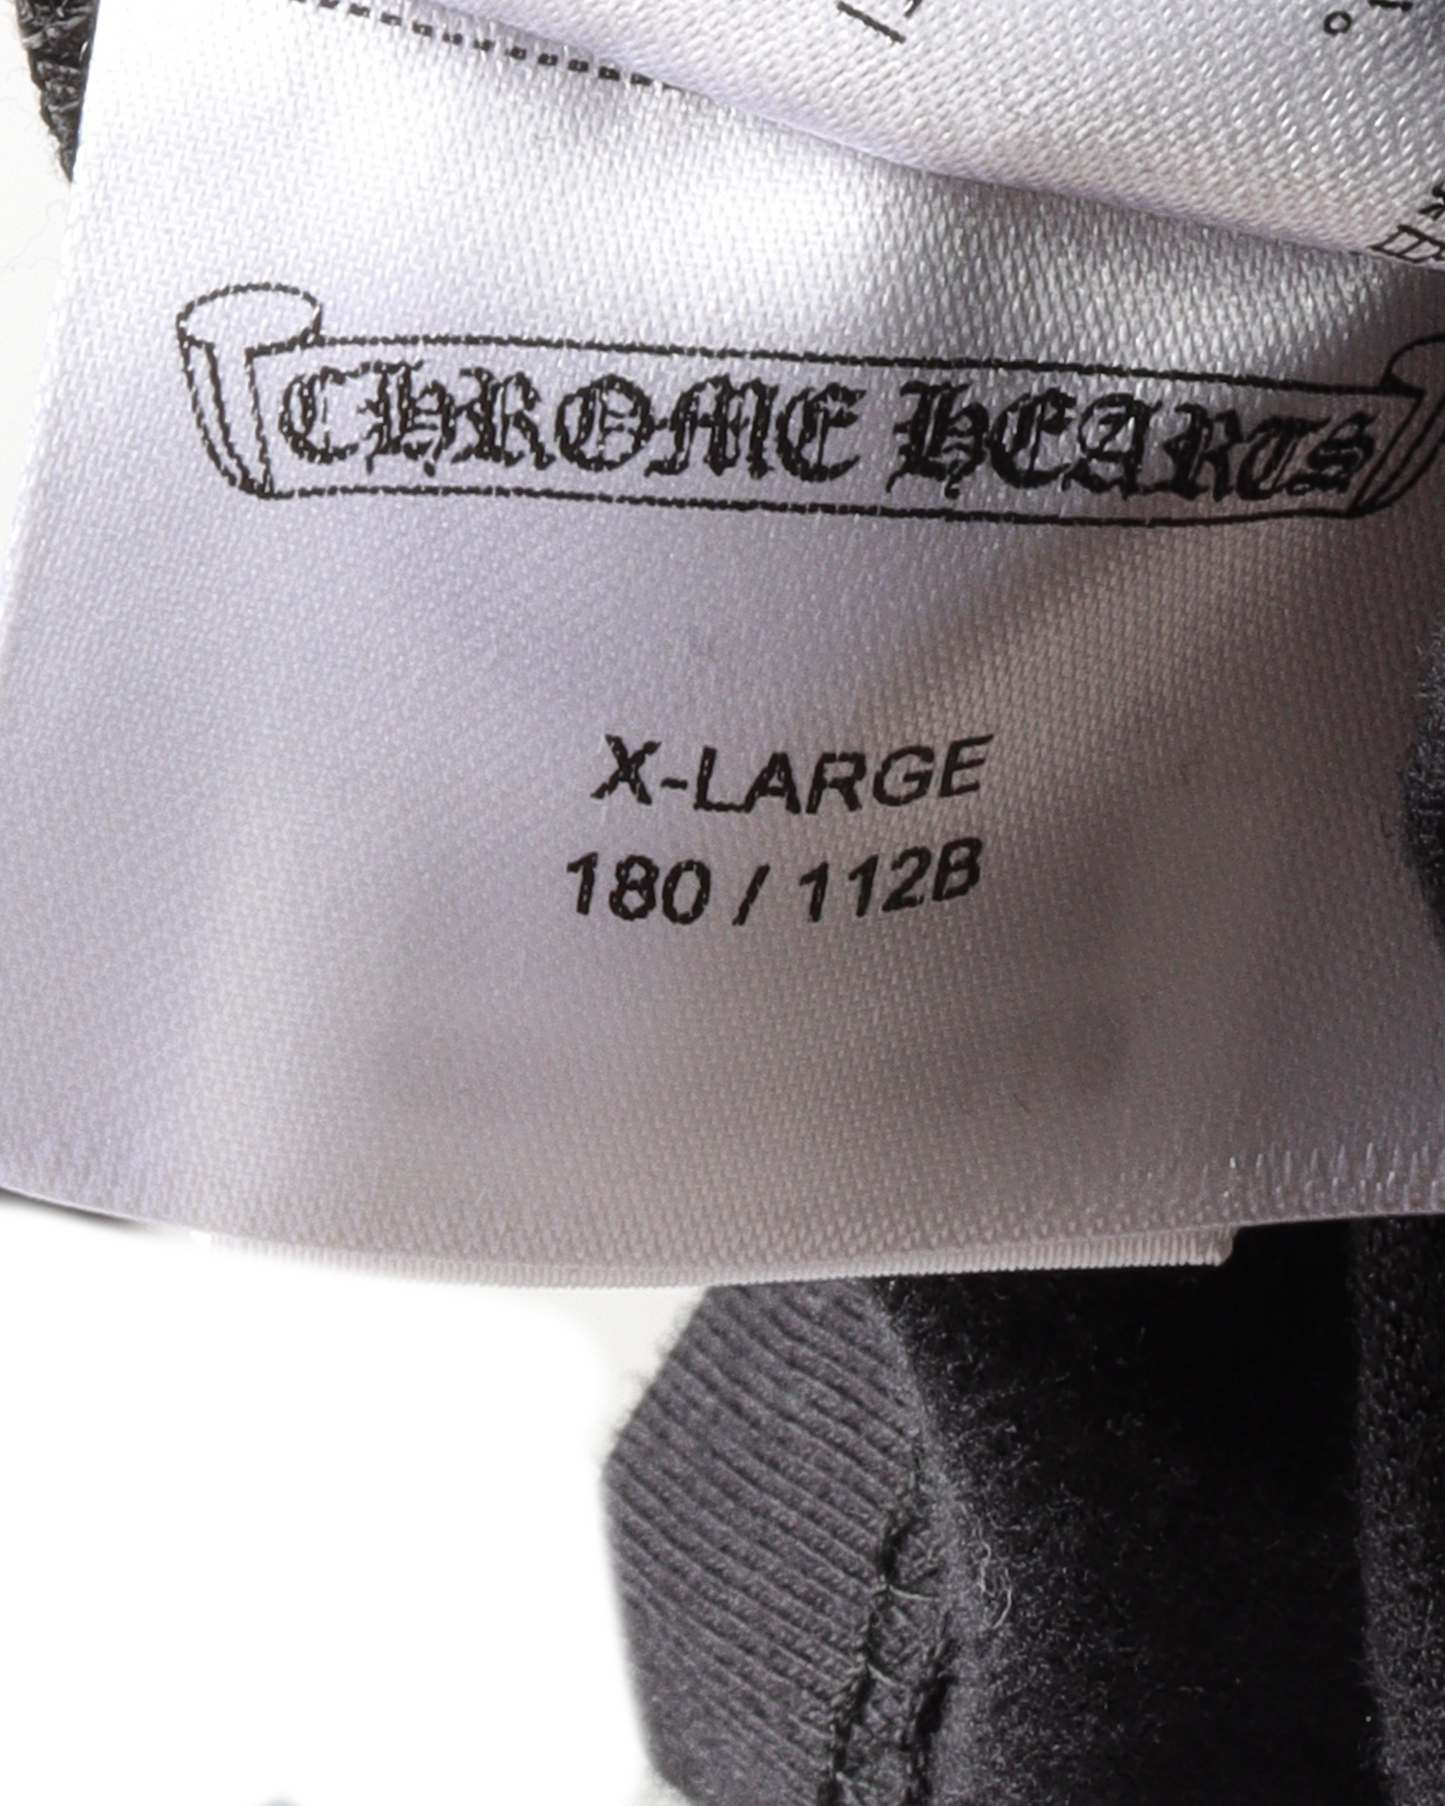 CHROME HEARTS
X-LARGE
180 / 112B